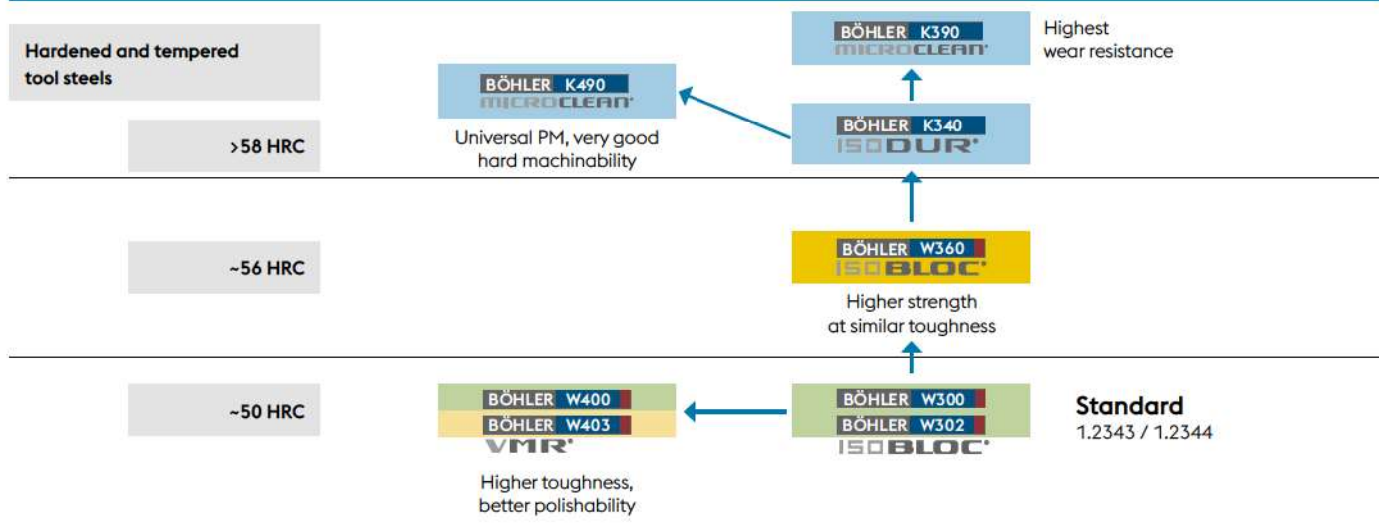 Hardened and tempered
tool steels
BÖHLER K390
MICROCLEAN®
Highest
wear resistance
BÖHLER K490
MICROCLEAN®
Universal PM, very good
hard machinability
BÖHLER K340
ISODUR®
>58 HRC
~56 HRC
BÖHLER W360
ISOBLOC®
Higher strength
at similar toughness
~50 HRC
BÖHLER W400
BÖHLER W403
VMR®
Higher toughness,
better polishability
BÖHLER W300
BÖHLER W302
ISOBLOC®
Standard
1.2343 / 1.2344